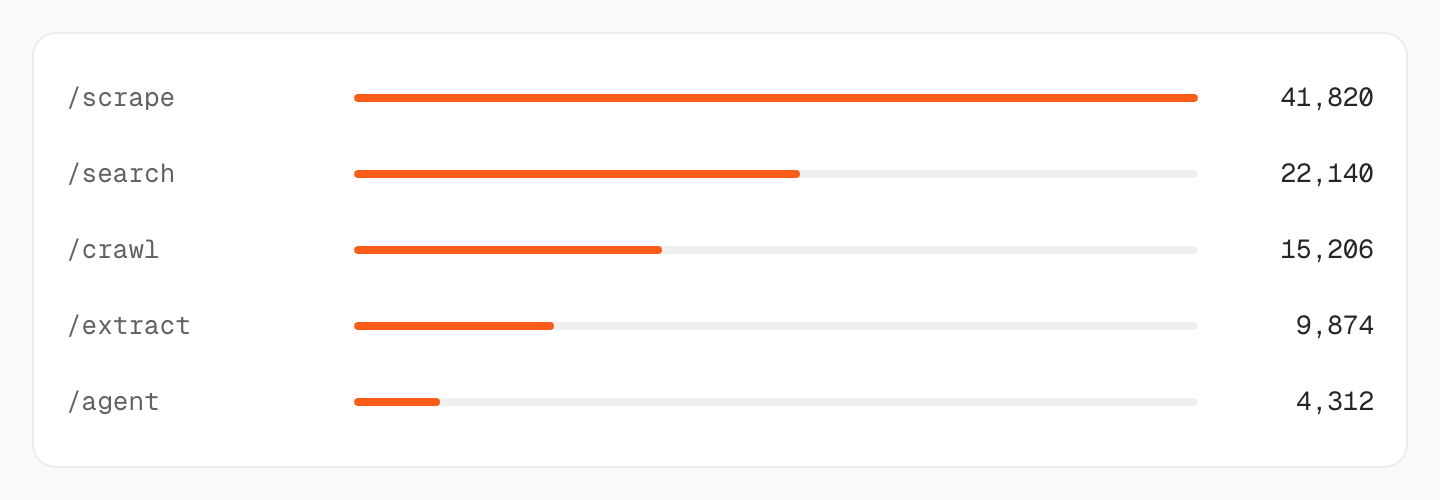 /scrape 41,820
/search 22,140
/crawl 15,206
/extract 9,874
/agent 4,312